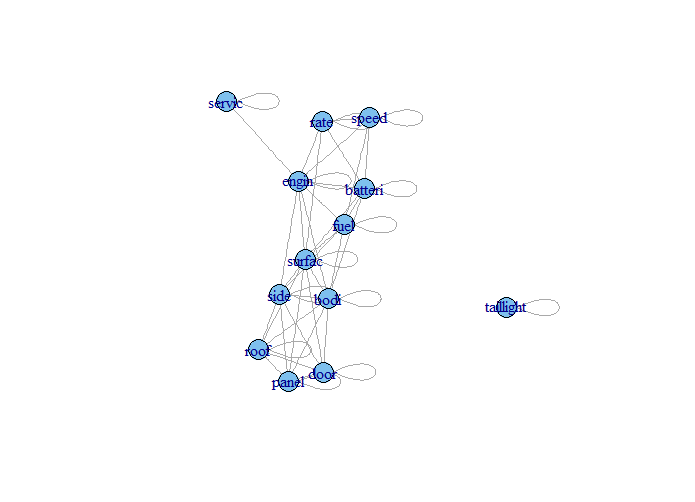 servic
rate
speed
engin
batteri
fuel
surfac
side
bodi
taillight
roof
panel
door